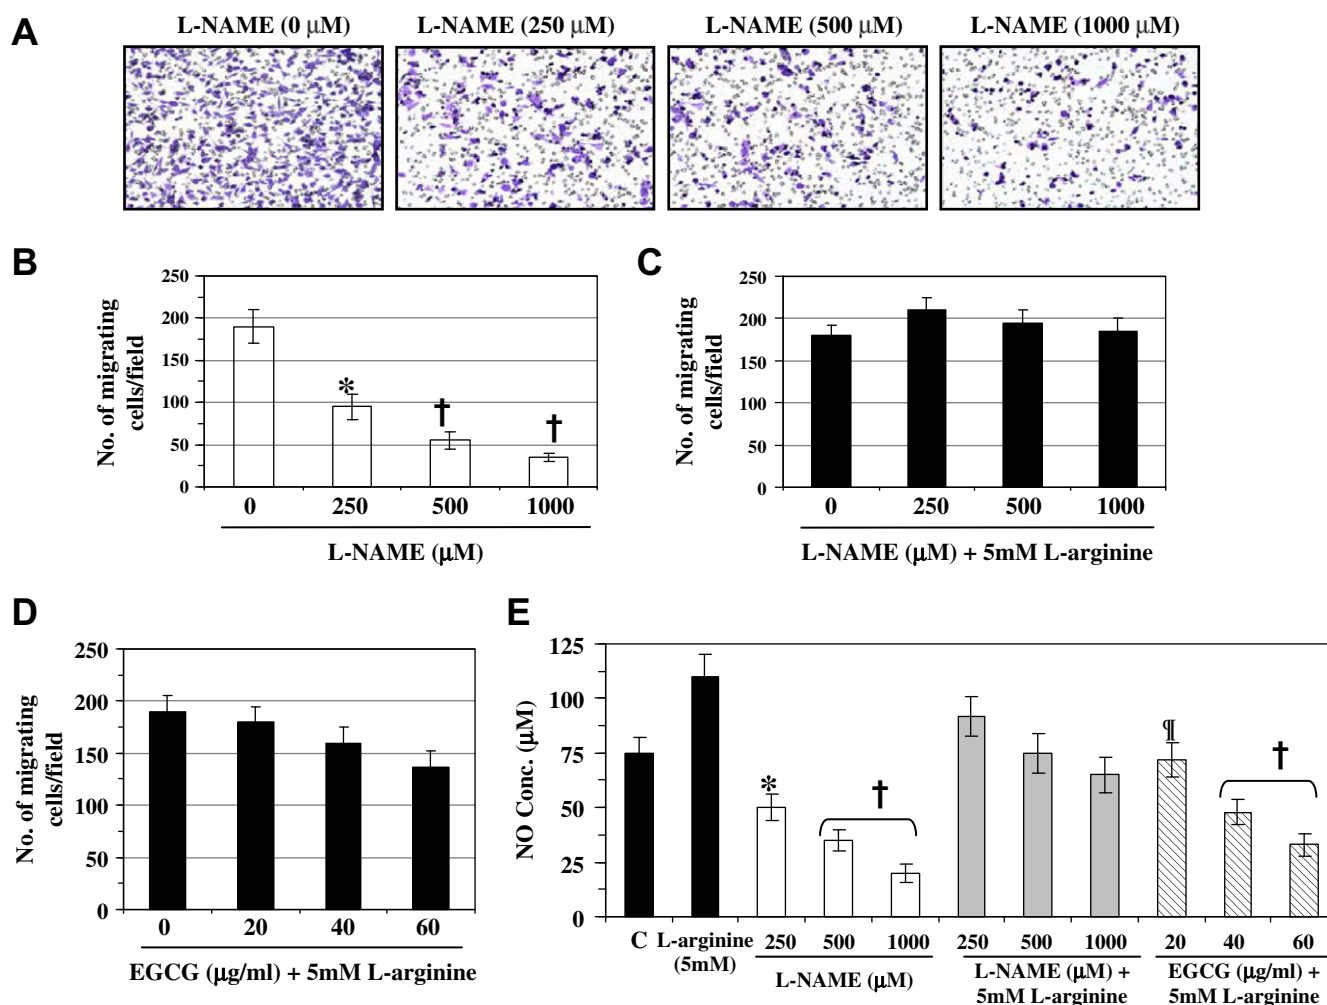 A
L-NAME (0 μM)
L-NAME (250 μM)
L-NAME (500 μM)
L-NAME (1000 μM)
B
No. of migrating
cells/field
250
200
150
100
50
0
*
†
†
0
250
500
1000
L-NAME (μM)
C
No. of migrating
cells/field
250
200
150
100
50
0
0
250
500
1000
L-NAME (μM) + 5mM L-arginine
D
No. of migrating
cells/field
250
200
150
100
50
0
0
20
40
60
EGCG (μg/ml) + 5mM L-arginine
E
NO Conc. (μM)
125
100
75
50
25
0
*
†
¶
†
C
L-arginine
(5mM)
250
500
1000
L-NAME (μM)
250
500
1000
L-NAME (μM) +
5mM L-arginine
20
40
60
EGCG (μg/ml) +
5mM L-arginine